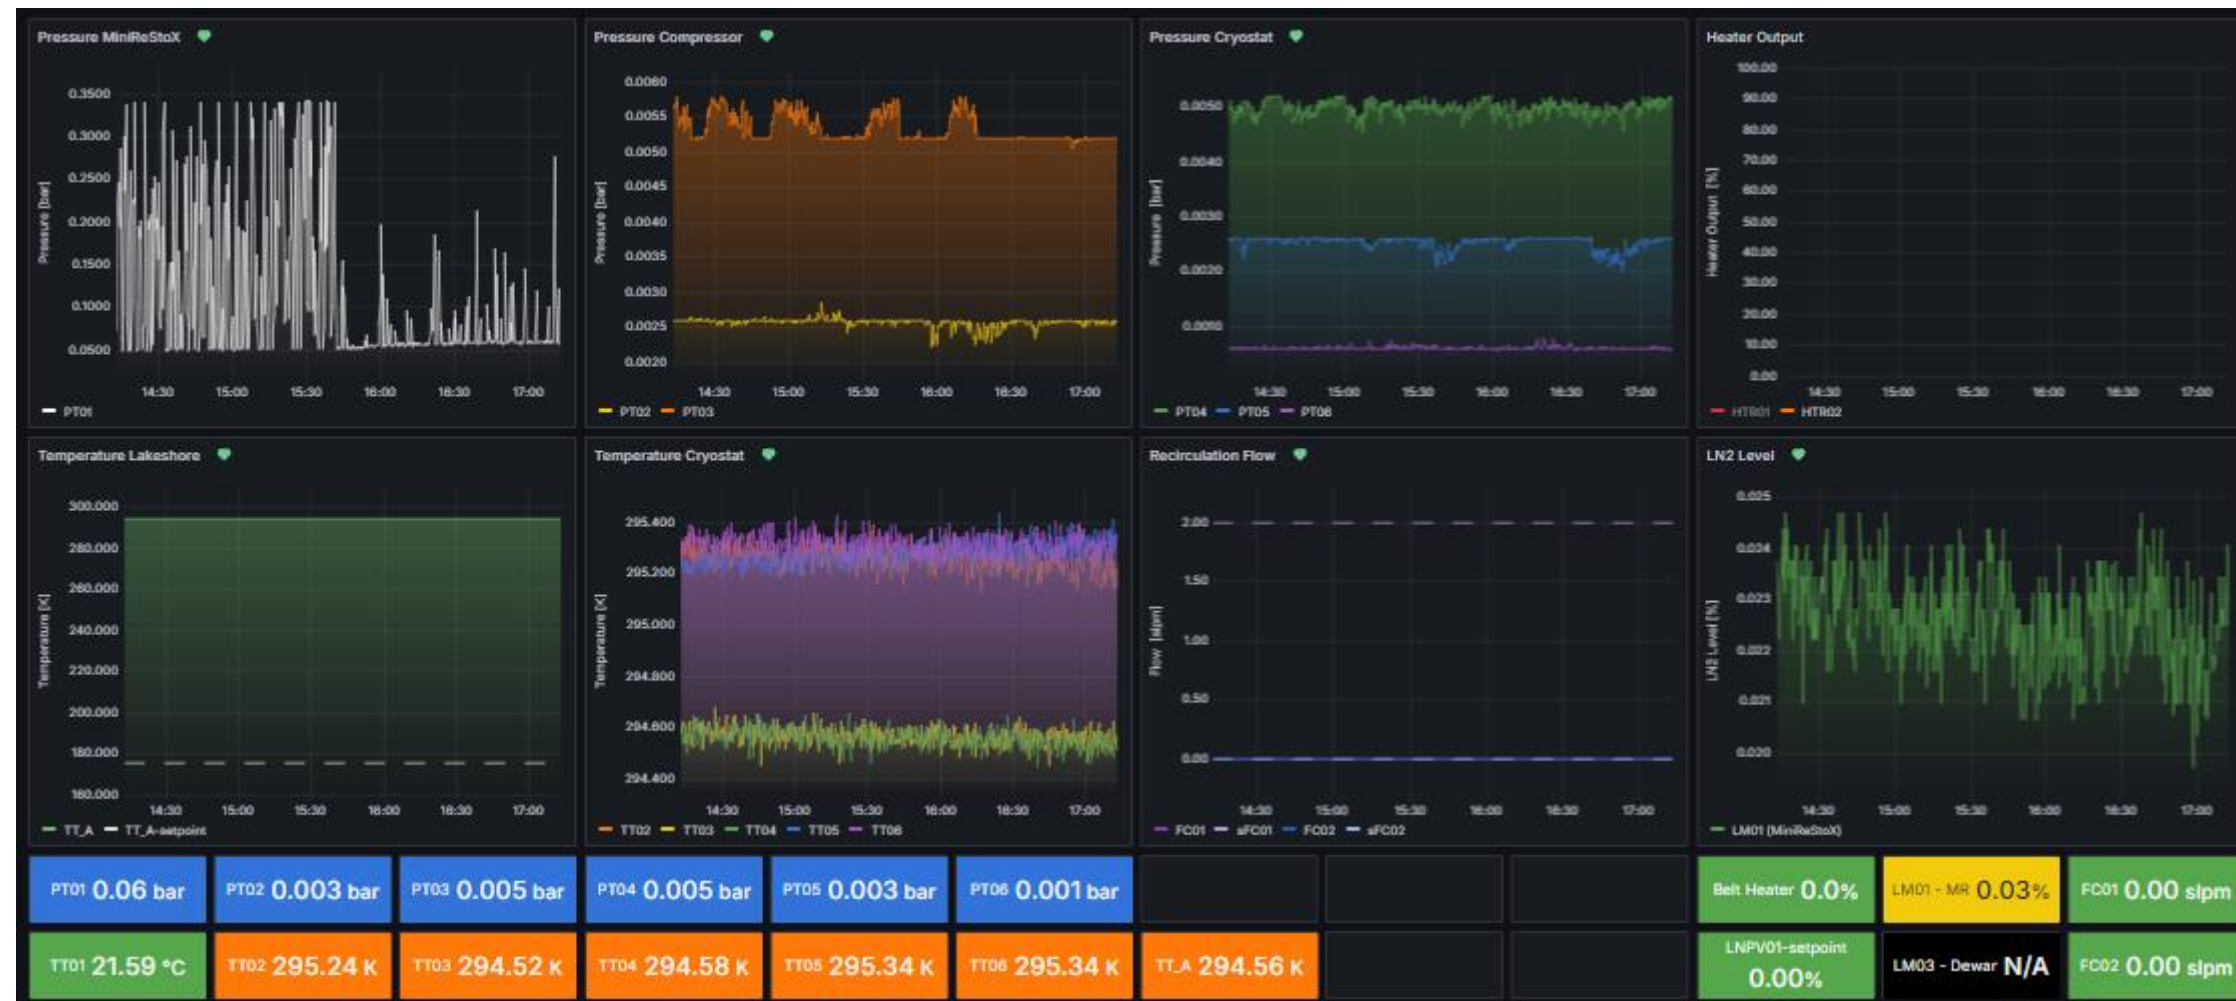 Pressure MiniReStoX
0.3500
0.3000
0.2500
0.2000
0.1500
0.1000
0.0500
Pressure [bar]
14:30 15:00 15:30 16:00 16:30 17:00
PT01
Pressure Compressor
0.0060
0.0055
0.0050
0.0045
0.0040
0.0035
0.0030
0.0025
0.0020
Pressure [bar]
14:30 15:00 15:30 16:00 16:30 17:00
PT02 PT03
Pressure Cryostat
0.0050
0.0040
0.0030
0.0020
0.0010
Pressure [bar]
14:30 15:00 15:30 16:00 16:30 17:00
PT04 PT05 PT06
Heater Output
100.00
90.00
80.00
70.00
60.00
50.00
40.00
30.00
20.00
10.00
0.00
Heater Output [%]
14:30 15:00 15:30 16:00 16:30 17:00
HTR01 HTR02
Temperature Lakeshore
300.000
280.000
260.000
240.000
220.000
200.000
180.000
160.000
Temperature [K]
14:30 15:00 15:30 16:00 16:30 17:00
TT_A TT_A-setpoint
Temperature Cryostat
295.400
295.200
295.000
294.800
294.600
294.400
Temperature [K]
14:30 15:00 15:30 16:00 16:30 17:00
TT02 TT03 TT04 TT05 TT06
Recirculation Flow
2.00
1.50
1.00
0.50
0.00
Flow [slpm]
14:30 15:00 15:30 16:00 16:30 17:00
FC01 sFC01 FC02 sFC02
LN2 Level
0.025
0.024
0.023
0.022
0.021
0.020
LN2 Level [%]
14:30 15:00 15:30 16:00 16:30 17:00
LM01 (MiniReStoX)
PT01 0.06 bar
PT02 0.003 bar
PT03 0.005 bar
PT04 0.005 bar
PT05 0.003 bar
PT06 0.001 bar
Belt Heater 0.0%
LM01 - MR 0.03%
FC01 0.00 slpm
TT01 21.59 °C
TT02 295.24 K
TT03 294.52 K
TT04 294.58 K
TT05 295.34 K
TT06 295.34 K
TT_A 294.56 K
LNPV01-setpoint
0.00%
LM03 - Dewar N/A
FC02 0.00 slpm